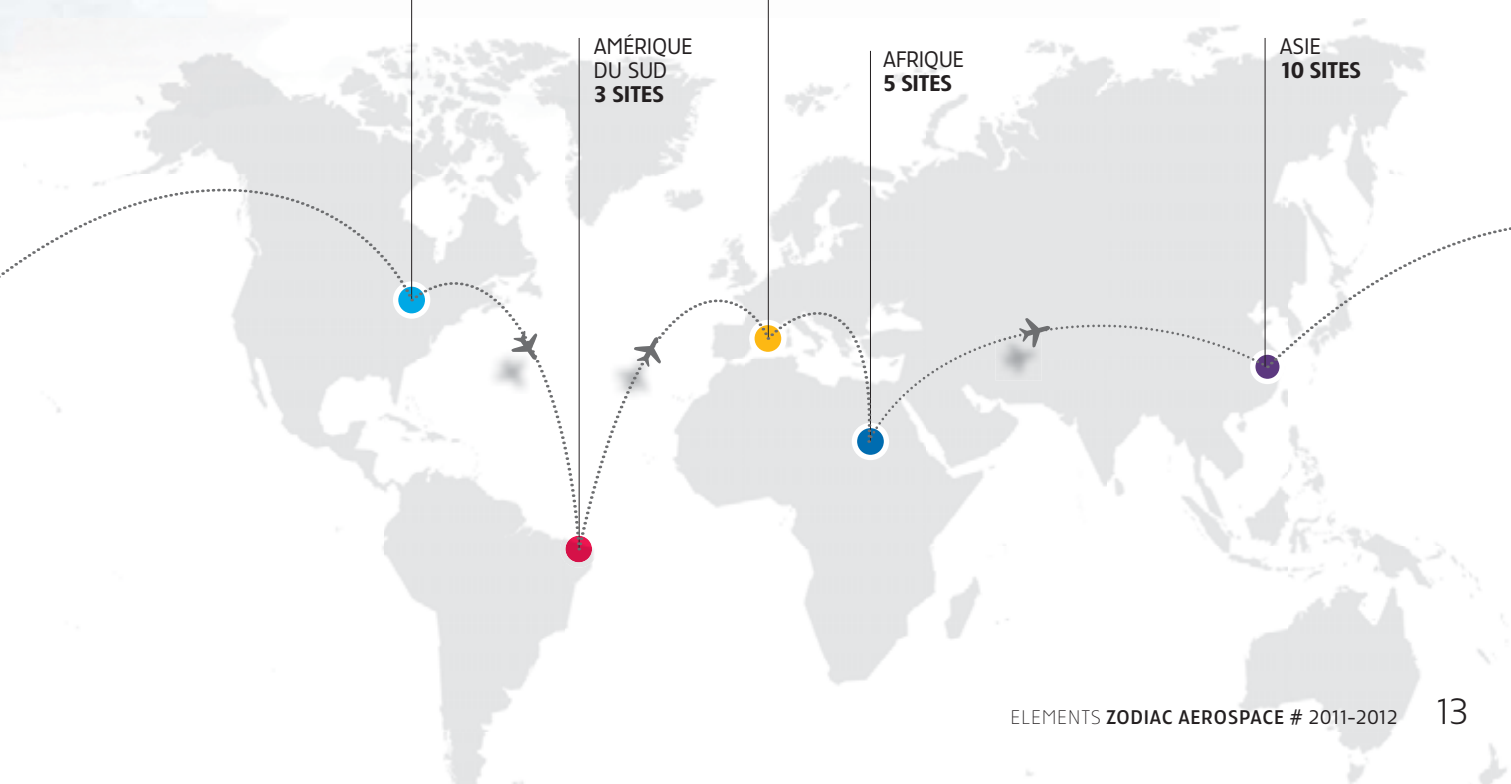 AMÉRIQUE
DU SUD
3 SITES
AFRIQUE
5 SITES
ASIE
10 SITES
ELEMENTS ZODIAC AEROSPACE # 2011-2012 13